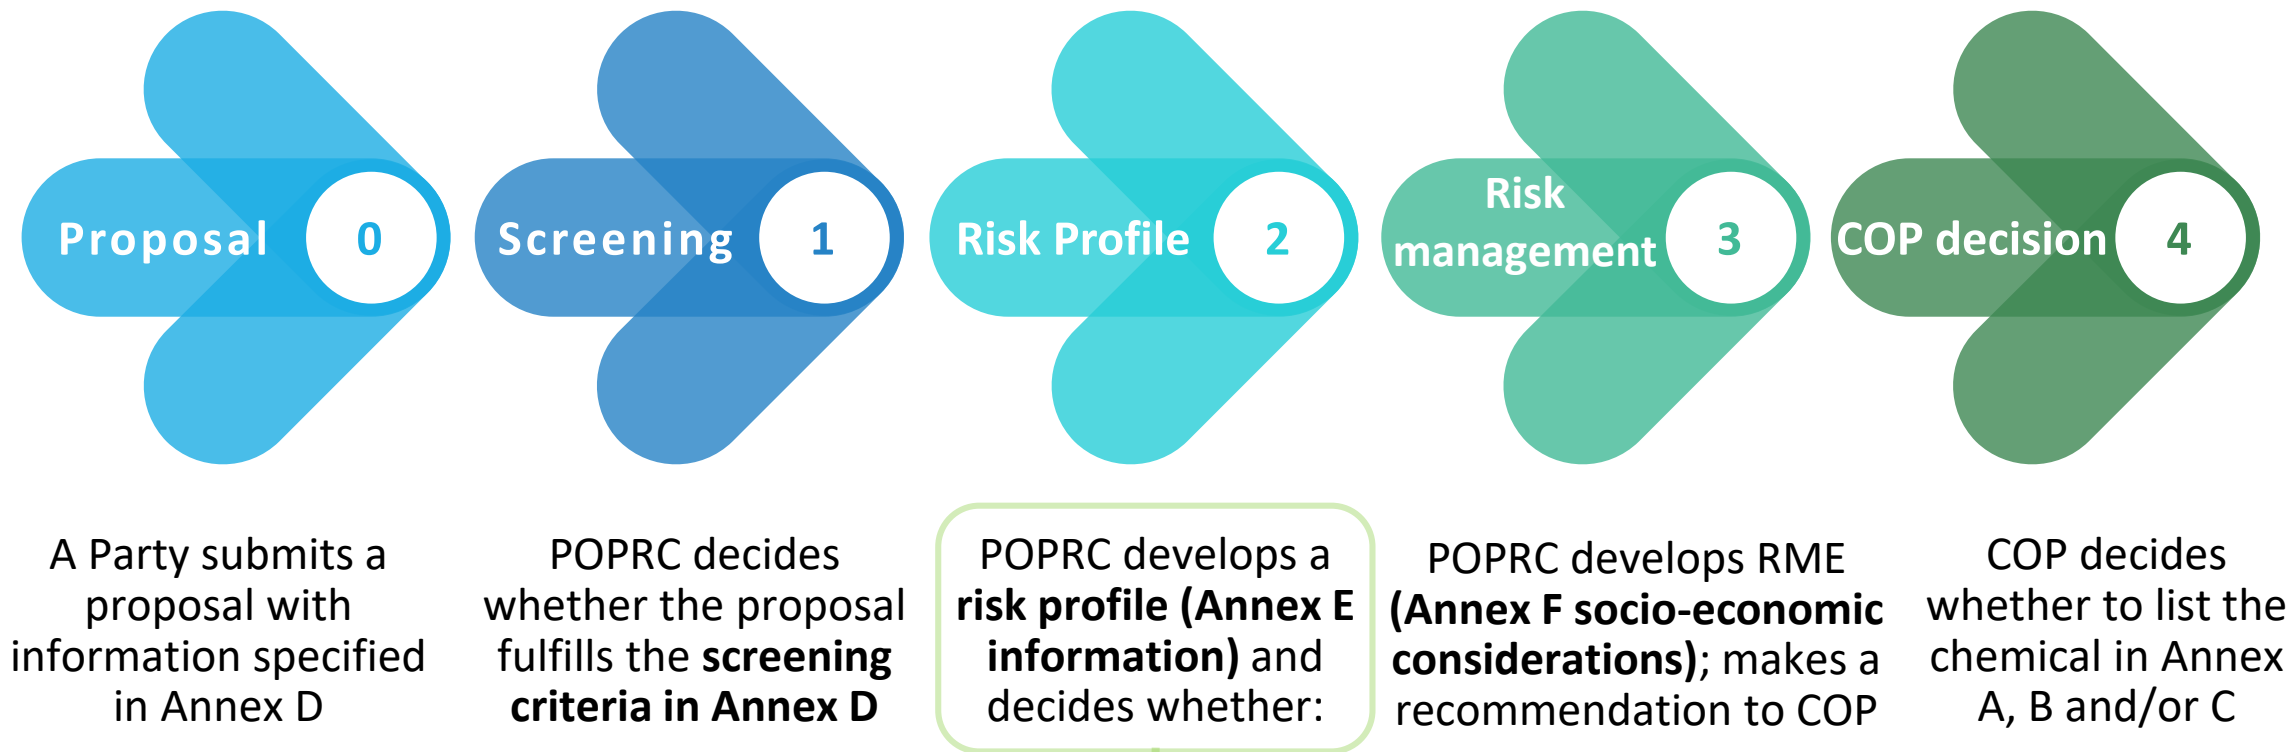 Proposal 0
Screening 1
Risk Profile 2
Risk
management 3
COP decision 4
A Party submits a
proposal with
information specified
in Annex D
POPRC decides
whether the proposal
fulfills the screening
criteria in Annex D
POPRC develops a
risk profile (Annex E
information) and
decides whether:
POPRC develops RME
(Annex F socio-economic
considerations); makes a
recommendation to COP
COP decides
whether to list the
chemical in Annex
A, B and/or C